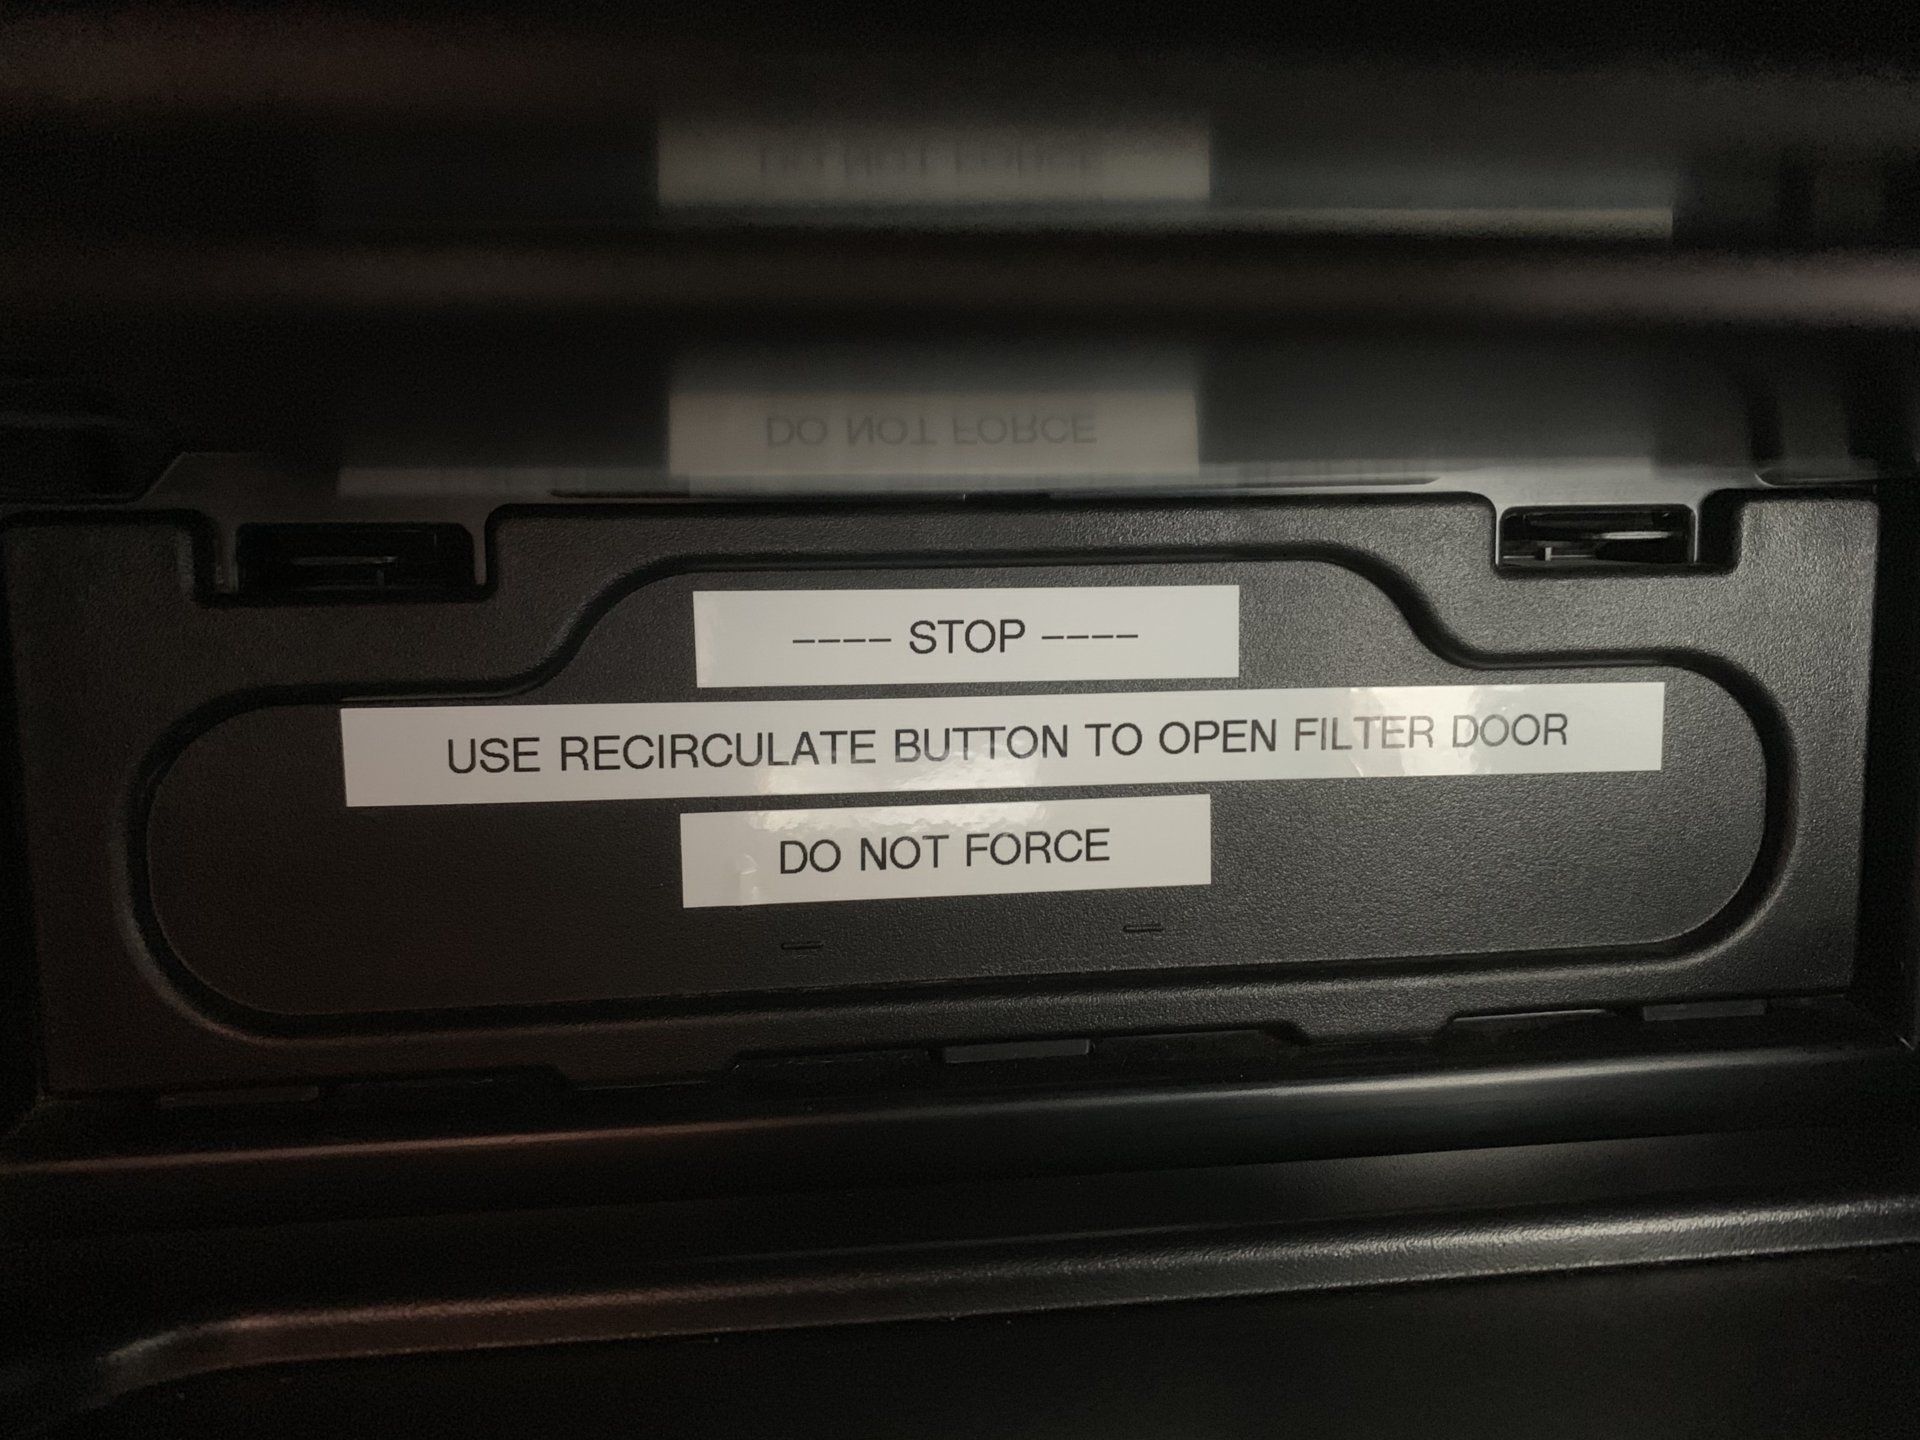 ---- STOP ----
USE RECIRCULATE BUTTON TO OPEN FILTER DOOR
DO NOT FORCE